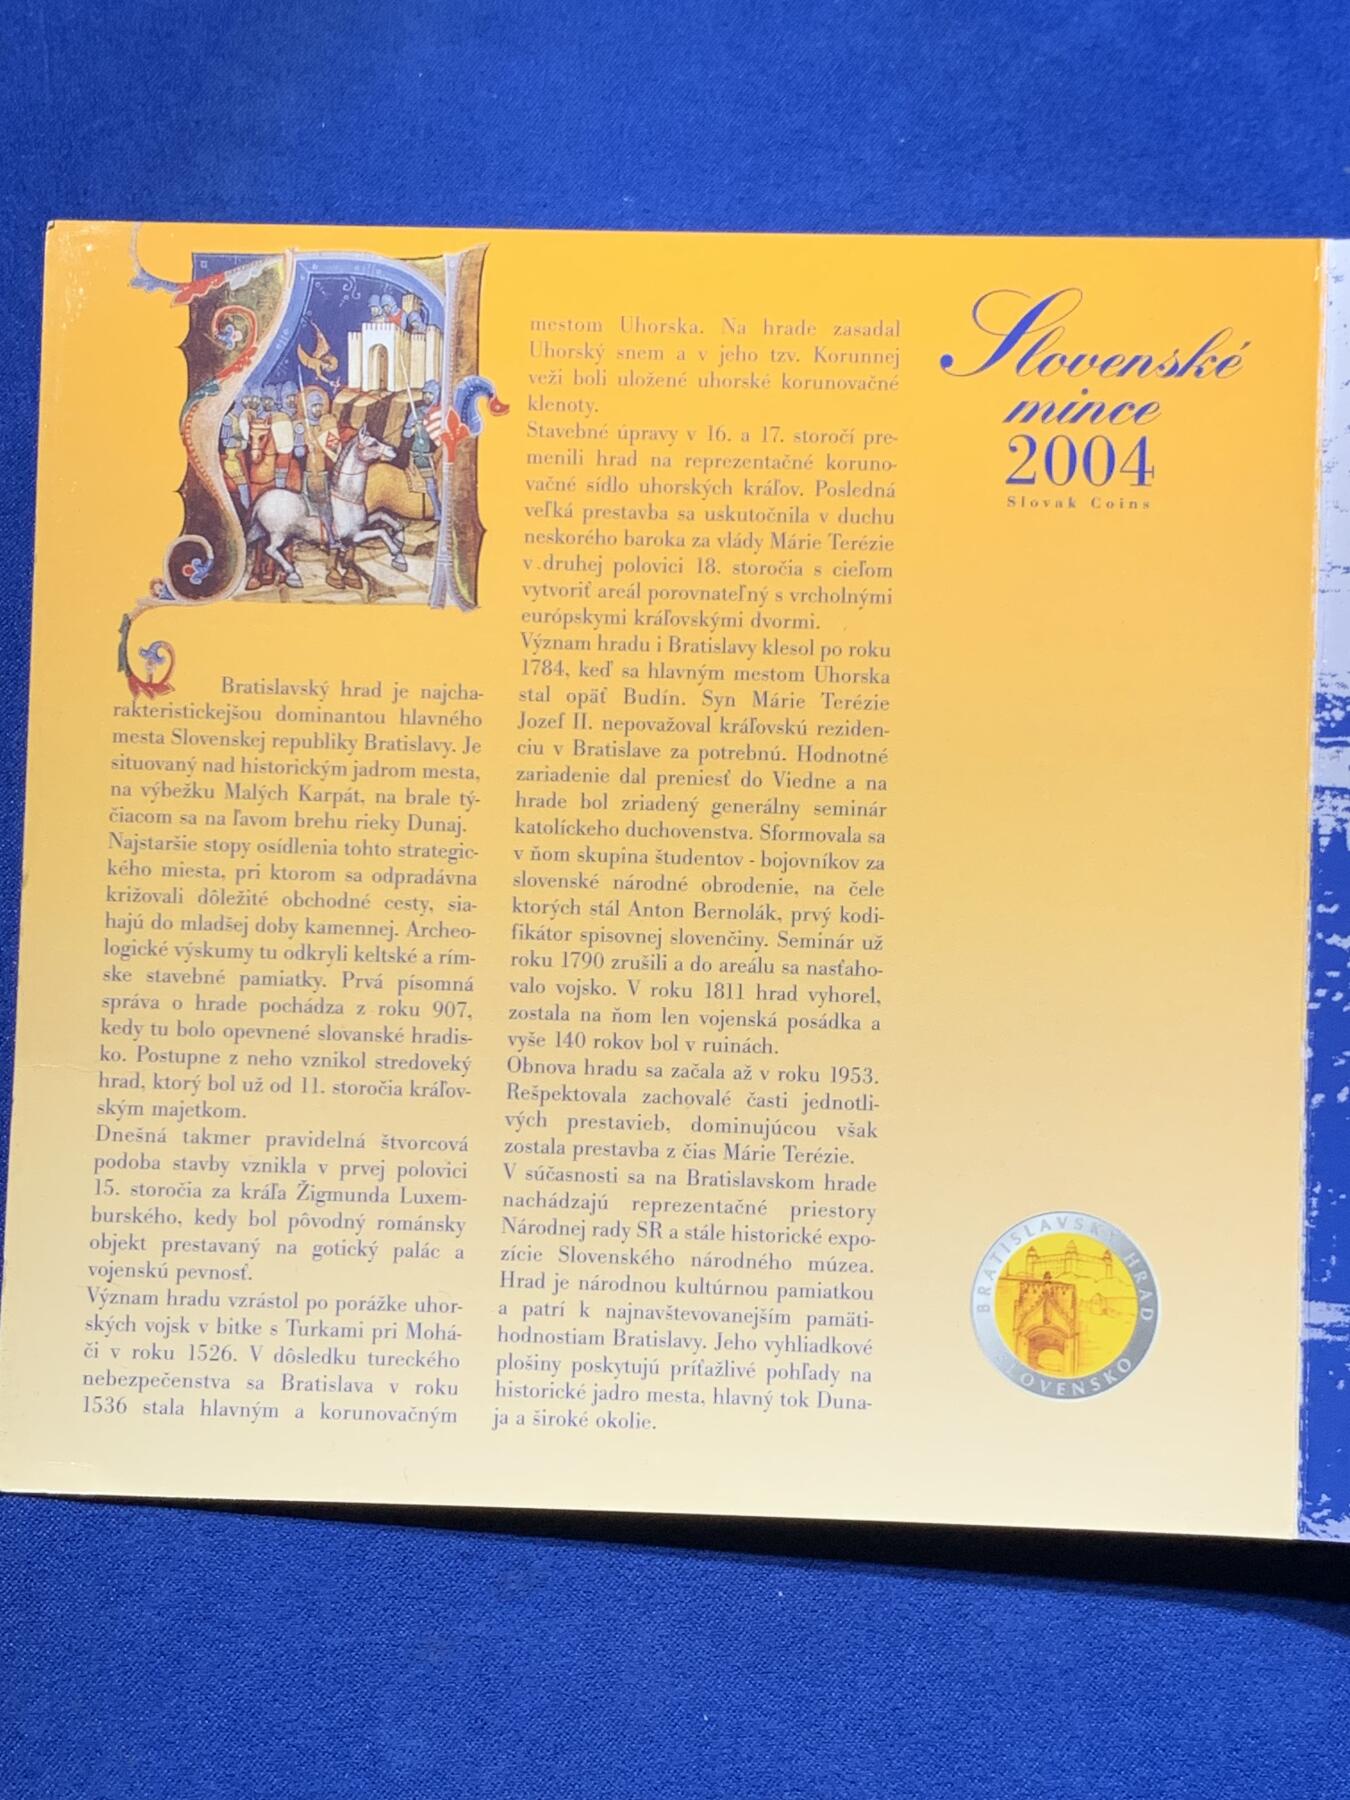 Bratislavský hrad je najcha-
rakteristickejšou dominantou hlavného
mesta Slovenskej republiky Bratislavy. Je
situovaný nad historickým jadrom mesta,
na výbežku Malých Karpát, na brale tý-
čiacom sa na ľavom brehu rieky Dunaj.
Najstaršie stopy osídlenia tohto strategic-
kého miesta, pri ktorom sa odpradávna
križovali dôležité obchodné cesty, sia-
hajú do mladšej doby kamennej. Archeo-
logické výskumy tu odkryli keltské a rím-
ske stavebné pamiatky. Prvá písomná
správa o hrade pochádza z roku 907,
kedy tu bolo opevnené slovanské hradis-
ko. Postupne z neho vznikol stredoveký
hrad, ktorý bol už od 11. storočia kráľov-
ským majetkom.
Dnešná takmer pravidelná štvorcová
podoba stavby vznikla v prvej polovici
15. storočia za kráľa Žigmunda Luxem-
burského, kedy bol pôvodný románsky
objekt prestavaný na gotický palác a
vojenskú pevnosť.
Význam hradu vzrástol po porážke uhor-
ských vojsk v bitke s Turkami pri Mohá-
či v roku 1526. V dôsledku tureckého
nebezpečenstva sa Bratislava v roku
1536 stala hlavným a korunovačným
mestom Uhorska. Na hrade zasadal
Uhorský snem a v jeho tzv. Korunnej
veži boli uložené uhorské korunovačné
klenoty.
Stavebné úpravy v 16. a 17. storočí pre-
menili hrad na reprezentačné koruno-
vačné sídlo uhorských kráľov. Posledná
veľká prestavba sa uskutočnila v duchu
neskorého baroka za vlády Márie Terézie
v druhej polovici 18. storočia s cieľom
vytvoriť areál porovnateľný s vrcholnými
európskymi kráľovskými dvormi.
Význam hradu i Bratislavy klesol po roku
1784, keď sa hlavným mestom Uhorska
stal opäť Budín. Syn Márie Terézie
Jozef II. nepovažoval kráľovskú reziden-
ciu v Bratislave za potrebnú. Hodnotné
zariadenie dal preniesť do Viedne a na
hrade bol zriadený generálny seminár
katolíckeho duchovenstva. Sformovala sa
v ňom skupina študentov - bojovníkov za
slovenské národné obrodenie, na čele
ktorých stál Anton Bernolák, prvý kodi-
fikátor spisovnej slovenčiny. Seminár už
roku 1790 zrušili a do areálu sa nasťaho-
valo vojsko. V roku 1811 hrad vyhorel,
zostala na ňom len vojenská posádka a
vyše 140 rokov bol v ruinách.
Obnova hradu sa začala až v roku 1953.
Rešpektovala zachovalé časti jednotli-
vých prestavieb, dominujúcou však
zostala prestavba z čias Márie Terézie.
V súčasnosti sa na Bratislavskom hrade
nachádzajú reprezentačné priestory
Národnej rady SR a stále historické expo-
zície Slovenského národného múzea.
Hrad je národnou kultúrnou pamiatkou
a patrí k najnavštevovanejším pamäti-
hodnostiam Bratislavy. Jeho vyhliadkové
plošiny poskytujú príťažlivé pohľady na
historické jadro mesta, hlavný tok Duna-
ja a široké okolie.
Slovenské
mince
2004
Slovak Coins
BRATISLAVSKÝ HRAD
SLOVENSKO